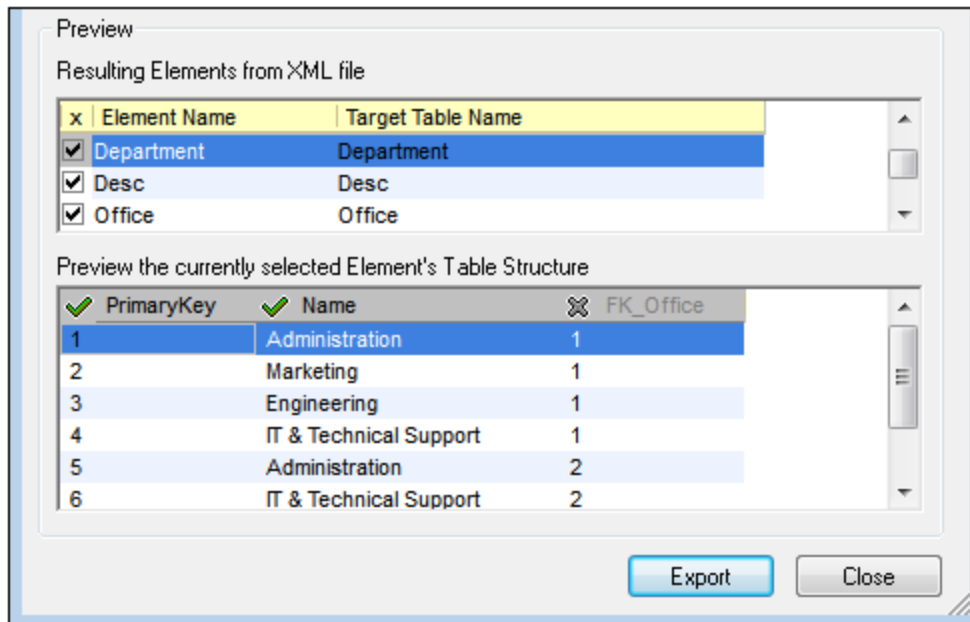 Preview
Resulting Elements from XML file
x Element Name Target Table Name
Department Department
Desc Desc
Office Office
Preview the currently selected Element's Table Structure
PrimaryKey Name FK_Office
1 Administration 1
2 Marketing 1
3 Engineering 1
4 IT & Technical Support 1
5 Administration 2
6 IT & Technical Support 2
Export Close